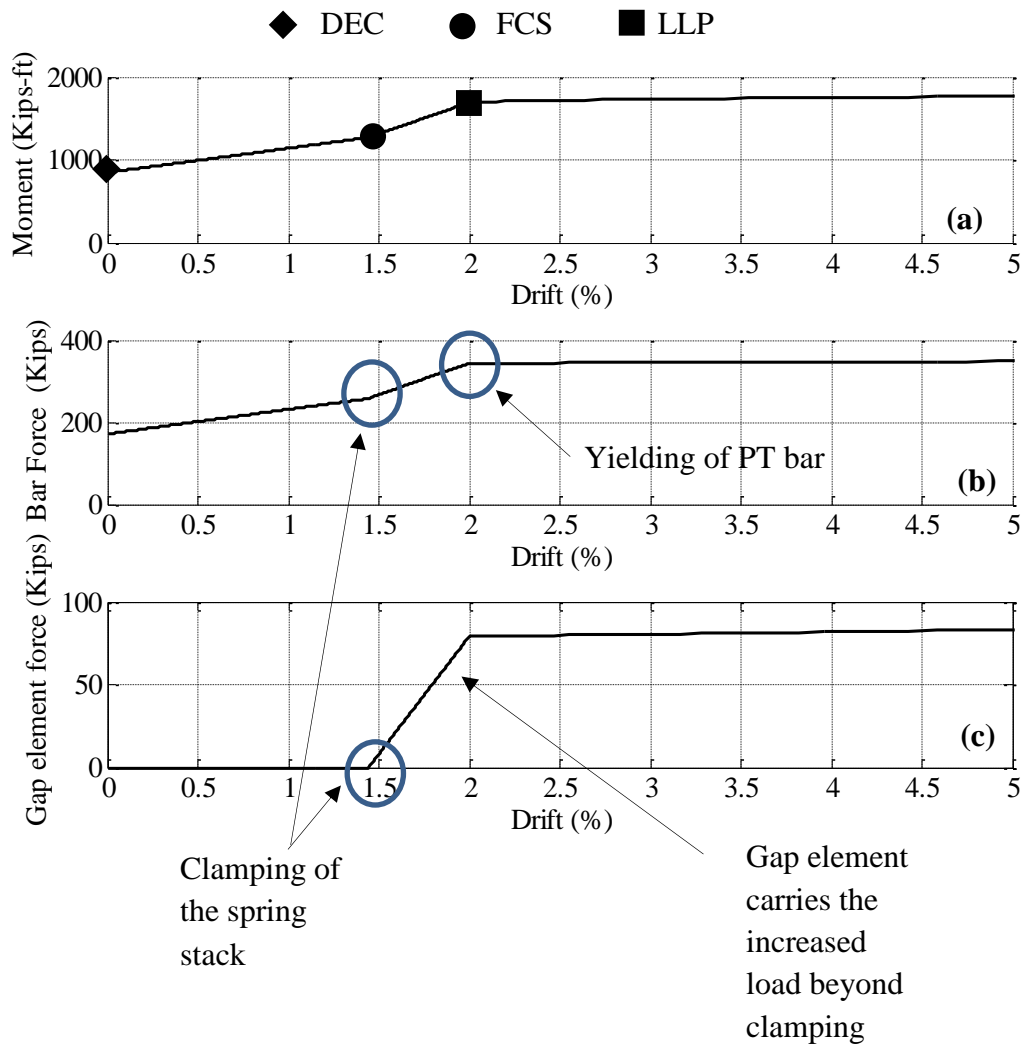 DEC FCS LLP
Moment (Kips-ft)
2000
1000
0
(a)
0 0.5 1 1.5 2 2.5 3 3.5 4 4.5 5
Drift (%)
Bar Force (Kips)
400
200
0
Yielding of PT bar
(b)
0 0.5 1 1.5 2 2.5 3 3.5 4 4.5 5
Drift (%)
Gap element force (Kips)
100
50
0
(c)
0 0.5 1 1.5 2 2.5 3 3.5 4 4.5 5
Drift (%)
Clamping of
the spring
stack
Gap element
carries the
increased
load beyond
clamping